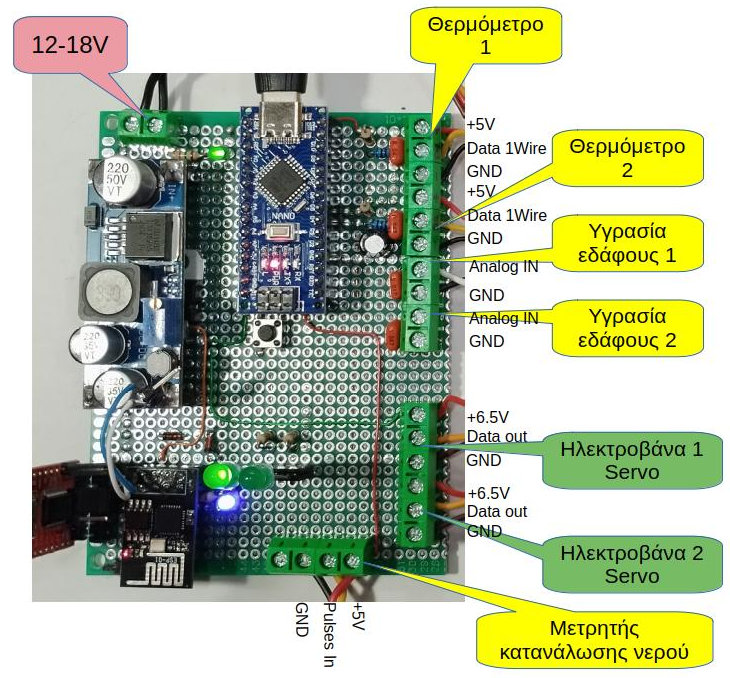 12-18V
Θερμόμετρο
1
+5V
Data 1Wire
GND
+5V
Data 1Wire
GND
Analog IN
GND
Analog IN
GND
Θερμόμετρο
2
Υγρασία
εδάφους 1
Υγρασία
εδάφους 2
220
50V
VT
NANO
220
35V
VT
220
35V
VT
+6.5V
Data out
GND
+6.5V
Data out
GND
Ηλεκτροβάνα 1
Servo
Ηλεκτροβάνα 2
Servo
ESP-01
GND
Pulses In
+5V
Μετρητής
κατανάλωσης νερού